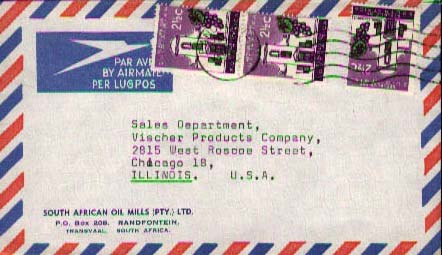 PAR AVI
BY AIRMAIL
PER LUGPOS
2½c
2½c
2½c
Sales Department,
Vischer Products Company,
2815 West Roscoe Street,
Chicago 18,
ILLINOIS. U.S.A.
SOUTH AFRICAN OIL MILLS (PTY.) LTD.
P.O. Box 208. RANDFONTEIN,
TRANSVAAL, SOUTH AFRICA.